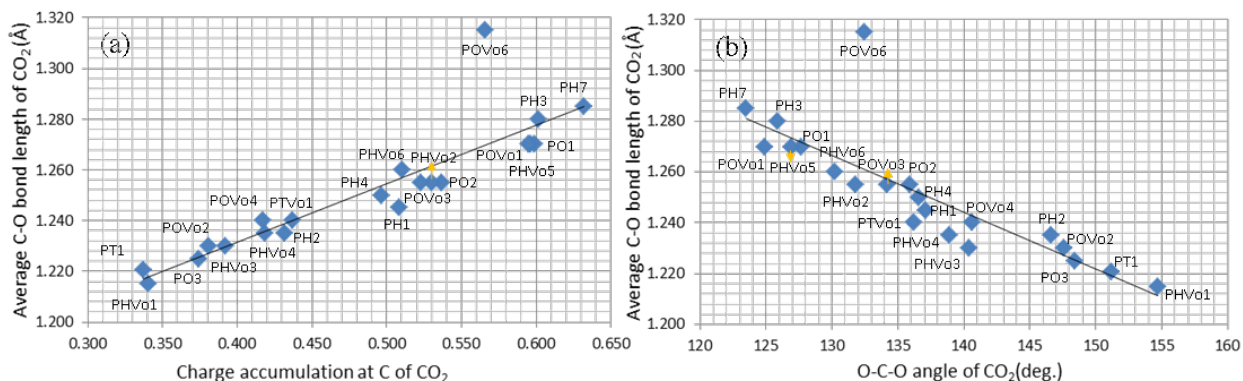 (a)
Average C-O bond length of CO2(Å)
1.320
1.300
1.280
1.260
1.240
1.220
1.200
POVo6
PH7
PH3
PHVo6
PHVo2
POVo1
PO1
PHVo5
PH4
POVo3
PO2
POVo4
PTVo1
PH1
POVo2
PH2
PHVo4
PT1
PHVo3
PO3
PHVo1
0.300 0.350 0.400 0.450 0.500 0.550 0.600 0.650
Charge accumulation at C of CO2
(b)
Average C-O bond length of CO2(Å)
1.320
1.300
1.280
1.260
1.240
1.220
1.200
POVo6
PH7
PH3
PO1
PHVo6
POVo1
PHVo5
POVo3
PO2
PHVo2
PH4
PTVo1
PH1
POVo4
PHVo4
PH2
POVo2
PHVo3
PO3
PT1
PHVo1
120 125 130 135 140 145 150 155 160
O-C-O angle of CO2(deg.)